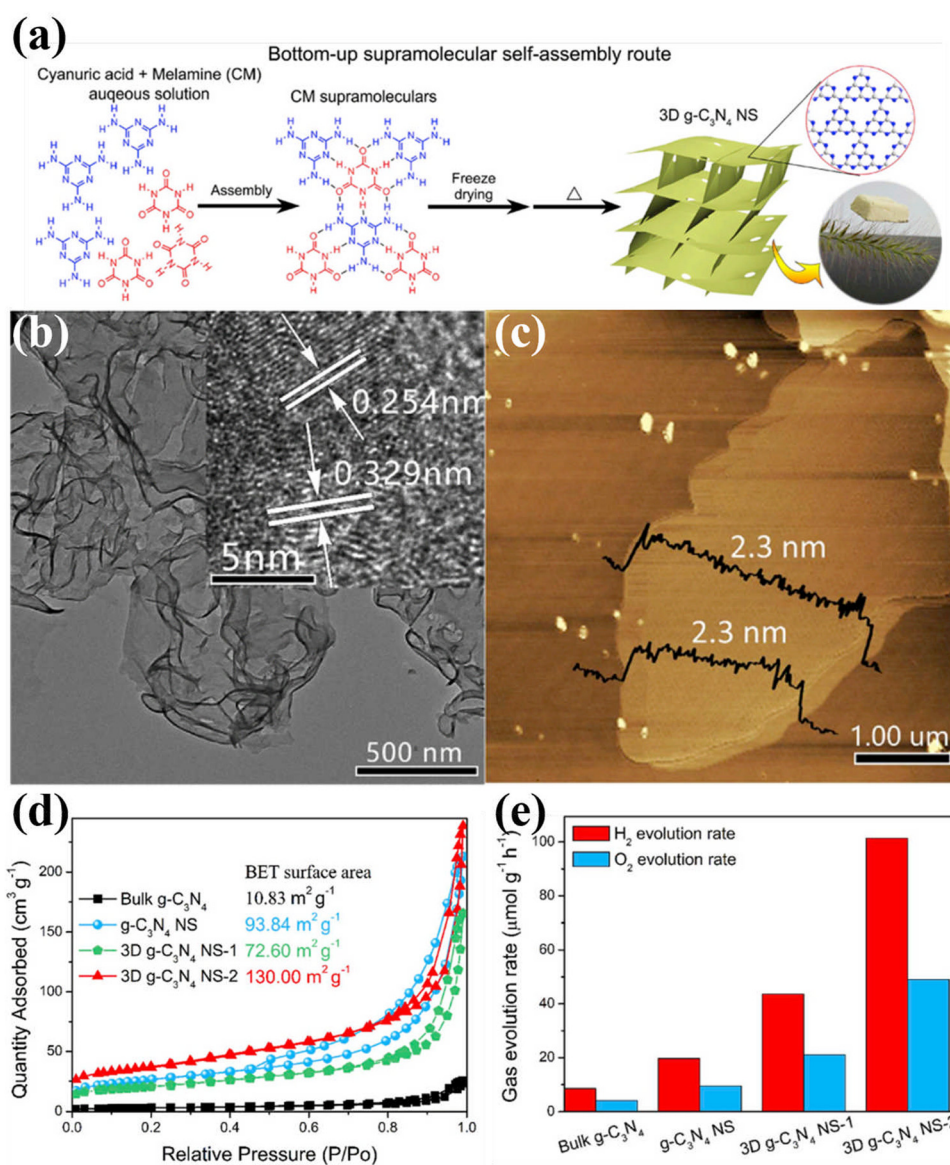 (a)
Bottom-up supramolecular self-assembly route
Cyanuric acid + Melamine (CM)
auqeous solution
CM supramoleculars
3D g-C₃N₄ NS
Assembly
Freeze
drying
△
(b)
0.254nm
0.329nm
5nm
500 nm
(c)
2.3 nm
2.3 nm
1.00 um
(d)
Quantity Adsorbed (cm³ g⁻¹)
200
150
100
50
0
BET surface area
Bulk g-C₃N₄ 10.83 m² g⁻¹
g-C₃N₄ NS 93.84 m² g⁻¹
3D g-C₃N₄ NS-1 72.60 m² g⁻¹
3D g-C₃N₄ NS-2 130.00 m² g⁻¹
0.0 0.2 0.4 0.6 0.8 1.0
Relative Pressure (P/Po)
(e)
Gas evolution rate (μmol g⁻¹ h⁻¹)
100
80
60
40
20
0
H₂ evolution rate
O₂ evolution rate
Bulk g-C₃N₄
g-C₃N₄ NS
3D g-C₃N₄ NS-1
3D g-C₃N₄ NS-2